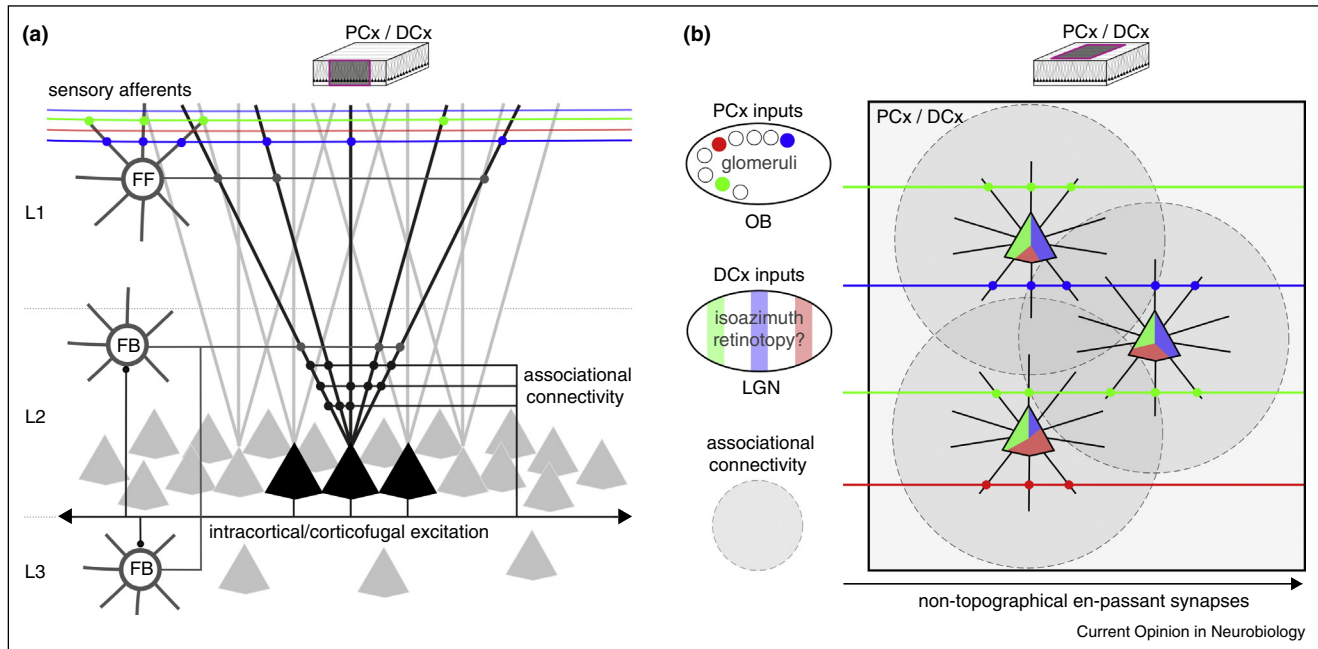 (a)
PCx / DCx
sensory afferents
FF
L1
FB
associational
connectivity
L2
intracortical/corticofugal excitation
FB
L3
(b)
PCx / DCx
PCx inputs
PCx / DCx
glomeruli
OB
DCx inputs
isoazimuth
retinotopy?
LGN
associational
connectivity
non-topographical en-passant synapses
Current Opinion in Neurobiology